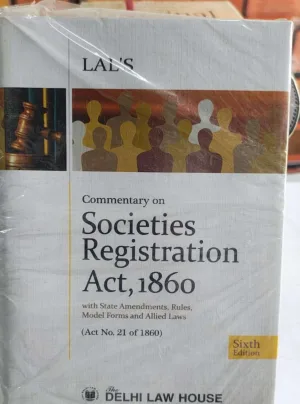 LAL'S
Commentary on
Societies
Registration
Act, 1860
with State Amendments, Rules,
Model Forms and Allied Laws
(Act No. 21 of 1860)
Sixth
Edition
The
DELHI LAW HOUSE